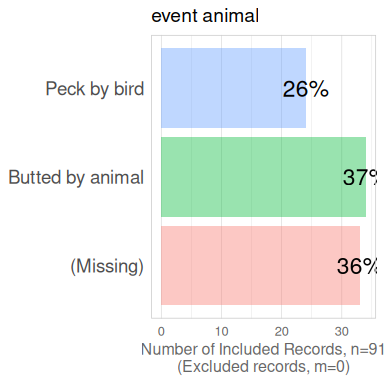 event animal
Peck by bird
26%
Butted by animal
37%
(Missing)
36%
0 10 20 30
Number of Included Records, n=91
(Excluded records, m=0)